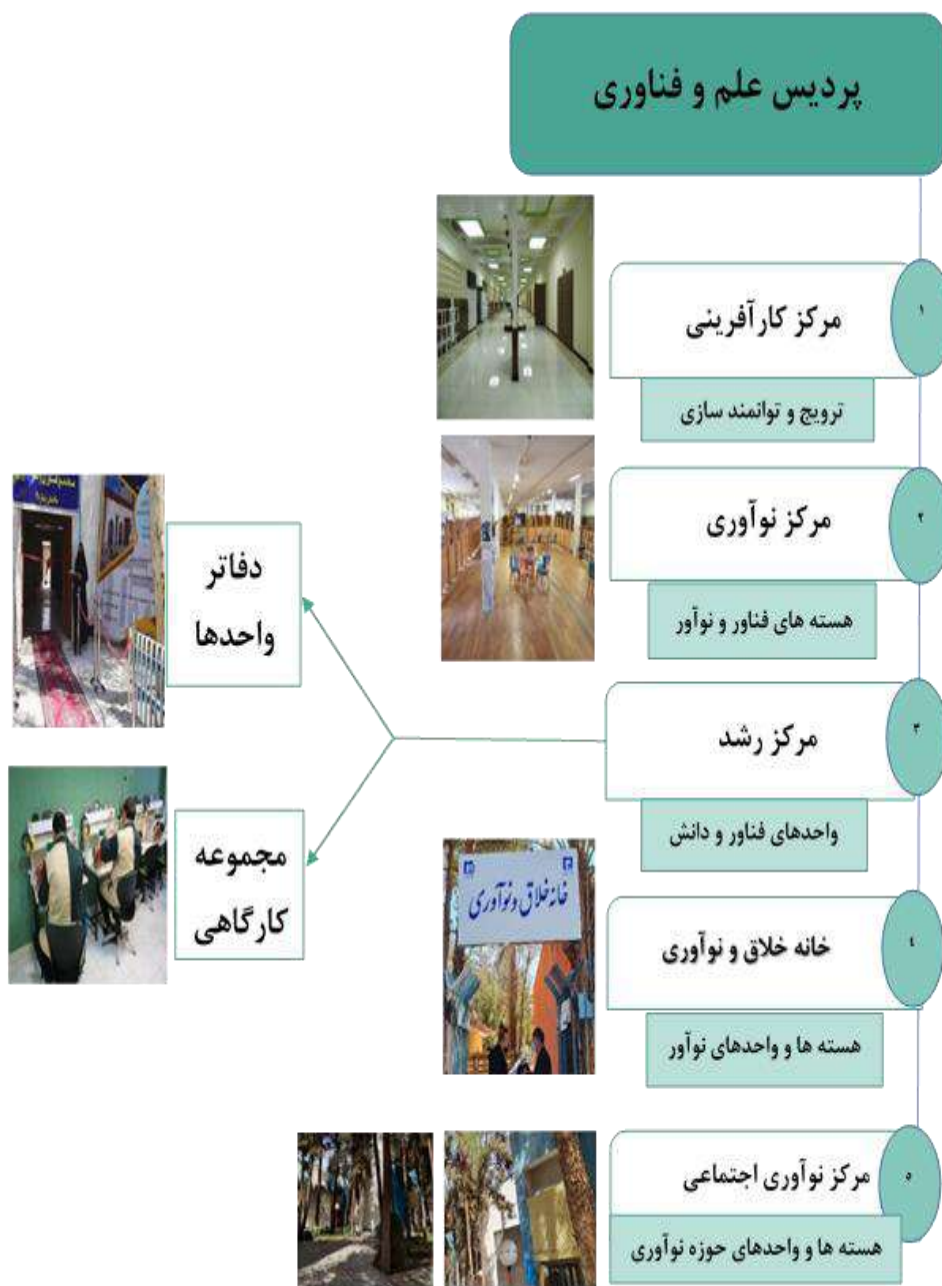 پردیس علم و فناوری
۱
مرکز کارآفرینی
ترویج و توانمند سازی
۲
مرکز نوآوری
هسته های فناور و نوآور
۳
مرکز رشد
واحدهای فناور و دانش
دفاتر
واحدها
مجموعه
کارگاهی
٤
خانه خلاق و نوآوری
هسته ها و واحدهای نوآور
خانه خلاق و نوآوری
۵
مرکز نوآوری اجتماعی
هسته ها و واحدهای حوزه نوآوری